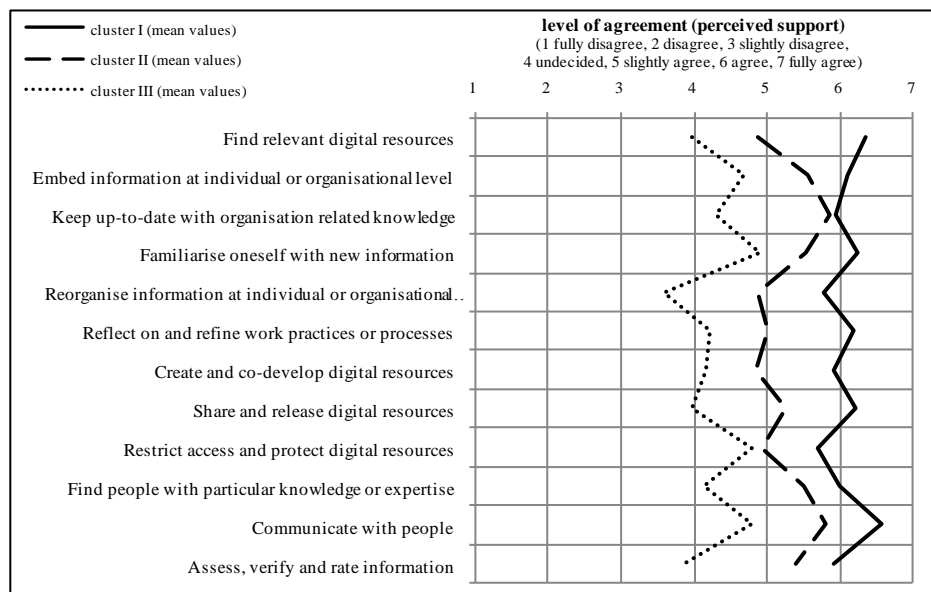 cluster I (mean values)
cluster II (mean values)
cluster III (mean values)
level of agreement (perceived support)
(1 fully disagree, 2 disagree, 3 slightly disagree,
4 undecided, 5 slightly agree, 6 agree, 7 fully agree)
1 2 3 4 5 6 7
Find relevant digital resources
Embed information at individual or organisational level
Keep up-to-date with organisation related knowledge
Familiarise oneself with new information
Reorganise information at individual or organisational…
Reflect on and refine work practices or processes
Create and co-develop digital resources
Share and release digital resources
Restrict access and protect digital resources
Find people with particular knowledge or expertise
Communicate with people
Assess, verify and rate information